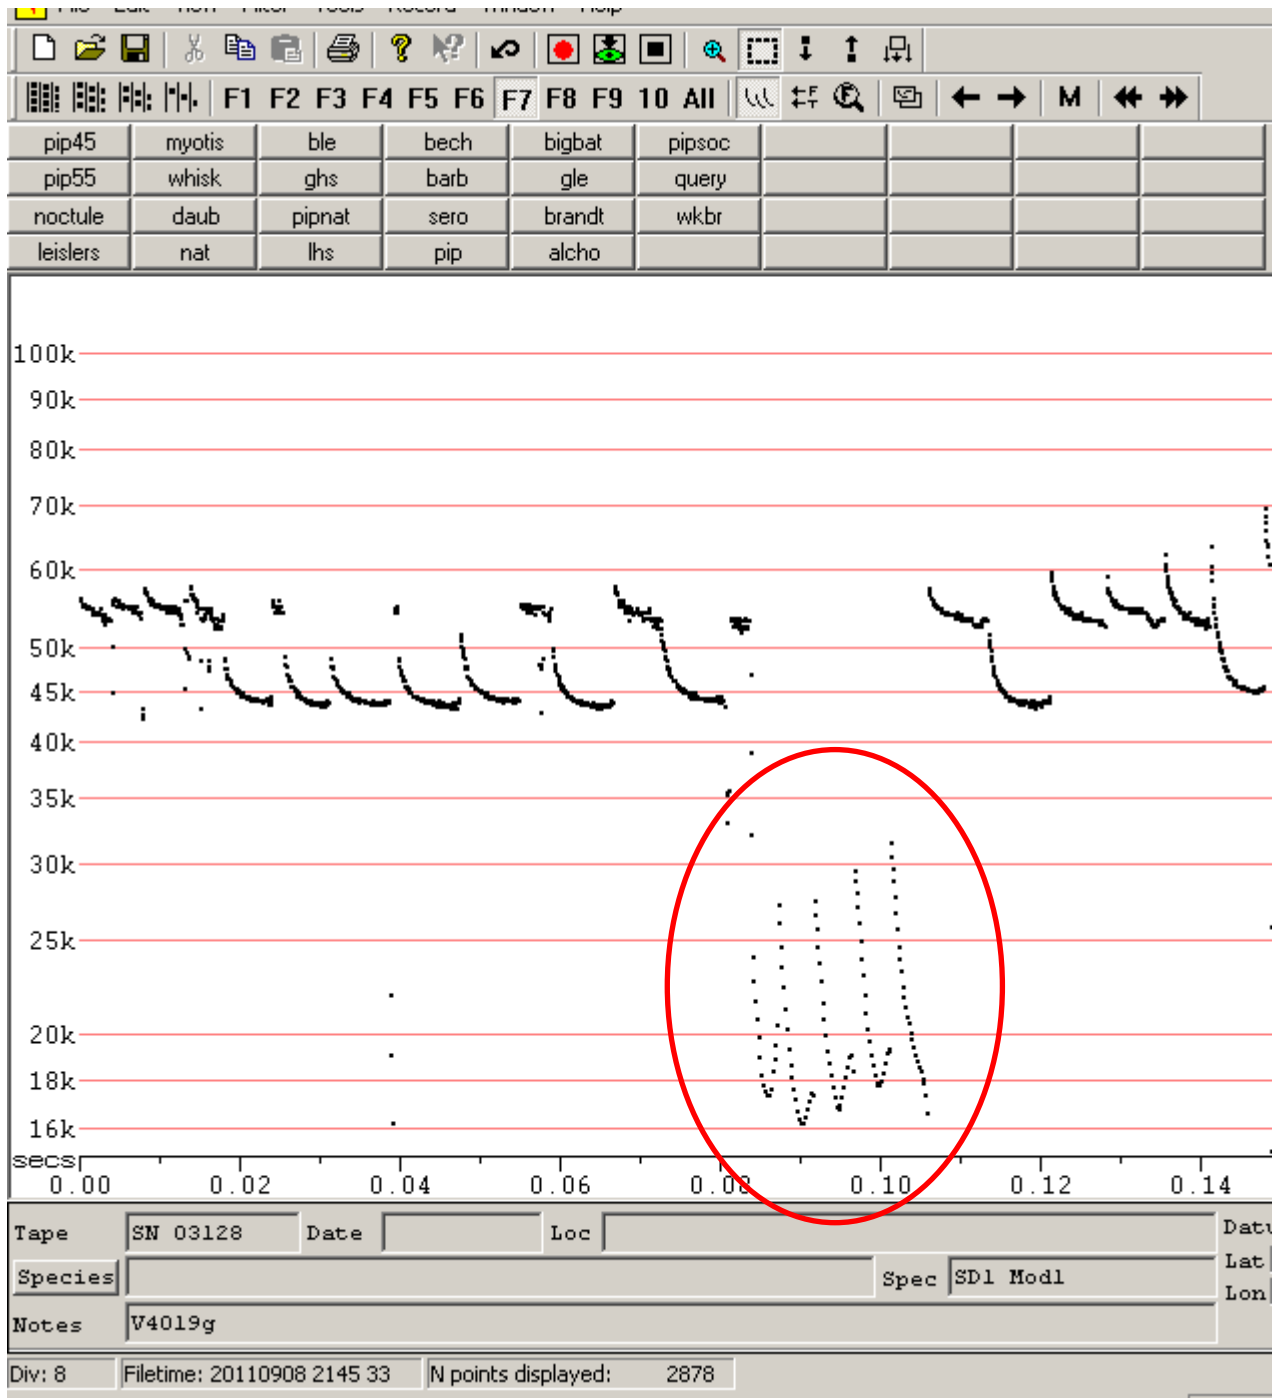 F1 F2 F3 F4 F5 F6 F7 F8 F9 10 All M
pip45 myotis ble bech bigbat pipsoc
pip55 whisk ghs barb gle query
noctule daub pipnat sero brandt wkbr
leislers nat lhs pip alcho
100k
90k
80k
70k
60k
50k
45k
40k
35k
30k
25k
20k
18k
16k
secs
0.00 0.02 0.04 0.06 0.08 0.10 0.12 0.14
Tape SN 03128 Date Loc
Species Spec SD1 Mod1 Lat
Lon
Notes V4019g
Div: 8 Filetime: 20110908 2145 33 N points displayed: 2878